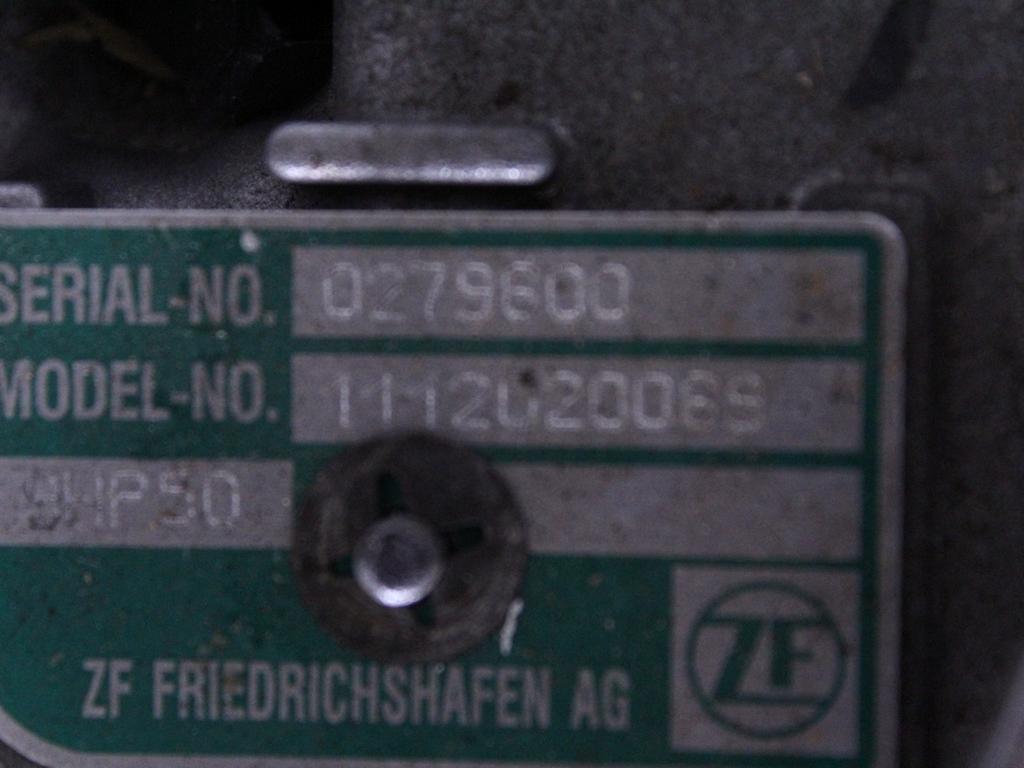 SERIAL-NO. 0279600
MODEL-NO. 1112020069
ZF FRIEDRICHSHAFEN AG
ZF